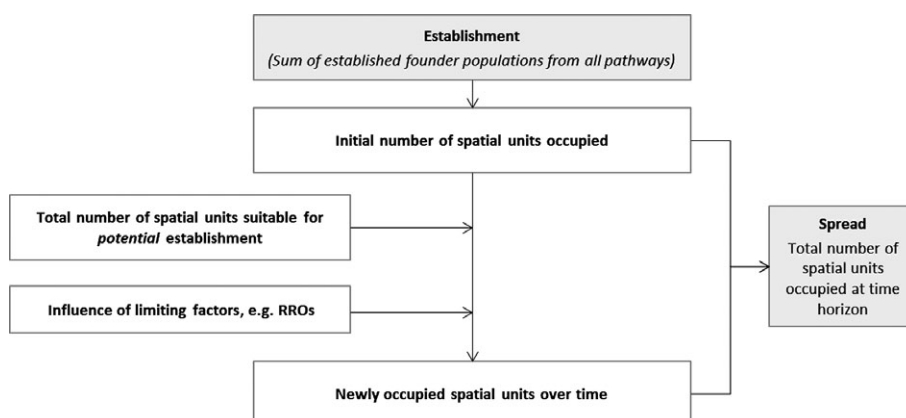 Establishment
(Sum of established founder populations from all pathways)
Initial number of spatial units occupied
Total number of spatial units suitable for
potential establishment
Influence of limiting factors, e.g. RROs
Newly occupied spatial units over time
Spread
Total number of
spatial units
occupied at time
horizon